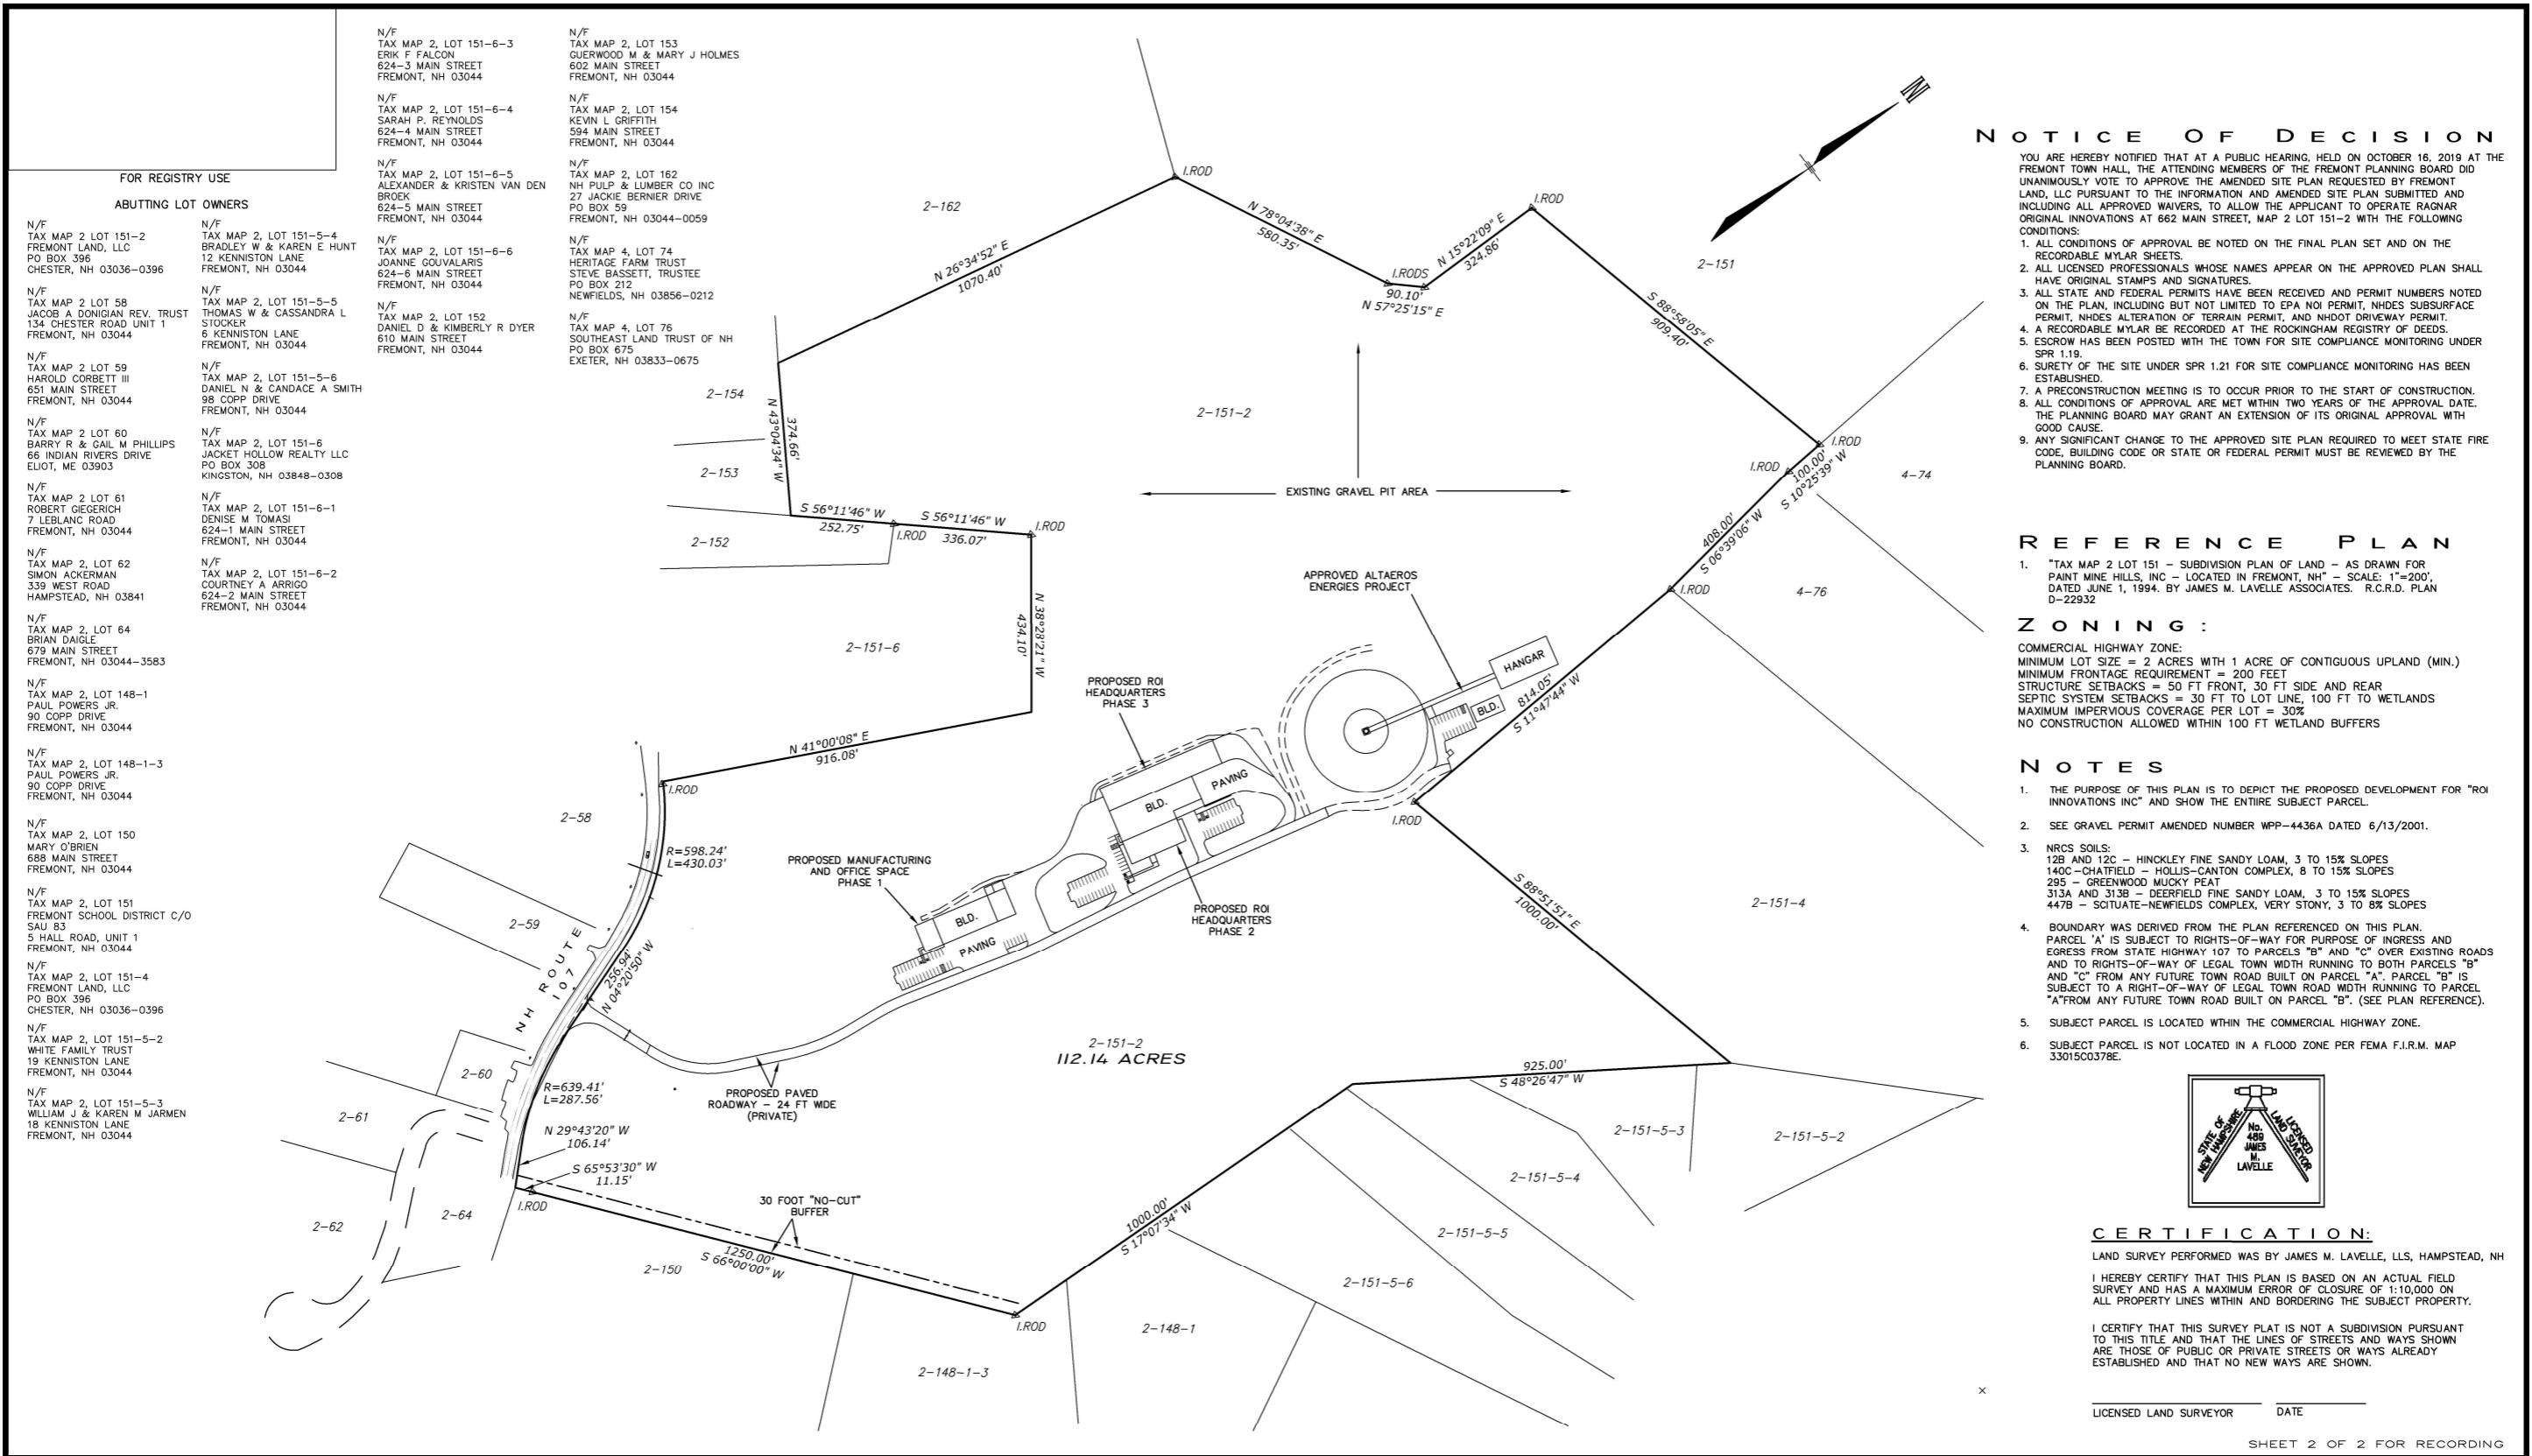 FOR REGISTRY USE
ABUTTING LOT OWNERS
N/F
TAX MAP 2 LOT 151-2
FREMONT LAND, LLC
PO BOX 396
CHESTER, NH 03036-0396
N/F
TAX MAP 2 LOT 58
JACOB A DONIGIAN REV. TRUST
134 CHESTER ROAD UNIT 1
FREMONT, NH 03044
N/F
TAX MAP 2 LOT 59
HAROLD CORBETT III
651 MAIN STREET
FREMONT, NH 03044
N/F
TAX MAP 2 LOT 60
BARRY R & GAIL M PHILLIPS
66 INDIAN RIVERS DRIVE
ELIOT, ME 03903
N/F
TAX MAP 2 LOT 61
ROBERT GIEGERICH
7 LEBLANC ROAD
FREMONT, NH 03044
N/F
TAX MAP 2, LOT 62
SIMON ACKERMAN
339 WEST ROAD
HAMPSTEAD, NH 03841
N/F
TAX MAP 2, LOT 64
BRIAN DAIGLE
679 MAIN STREET
FREMONT, NH 03044-3583
N/F
TAX MAP 2, LOT 148-1
PAUL POWERS JR.
90 COPP DRIVE
FREMONT, NH 03044
N/F
TAX MAP 2, LOT 148-1-3
PAUL POWERS JR.
90 COPP DRIVE
FREMONT, NH 03044
N/F
TAX MAP 2, LOT 150
MARY O'BRIEN
688 MAIN STREET
FREMONT, NH 03044
N/F
TAX MAP 2, LOT 151
FREMONT SCHOOL DISTRICT C/O
SAU 83
5 HALL ROAD, UNIT 1
FREMONT, NH 03044
N/F
TAX MAP 2, LOT 151-4
FREMONT LAND, LLC
PO BOX 396
CHESTER, NH 03036-0396
N/F
TAX MAP 2, LOT 151-5-2
WHITE FAMILY TRUST
19 KENNISTON LANE
FREMONT, NH 03044
N/F
TAX MAP 2, LOT 151-5-3
WILLIAM J & KAREN M JARMEN
18 KENNISTON LANE
FREMONT, NH 03044
N/F
TAX MAP 2, LOT 151-5-4
BRADLEY W & KAREN E HUNT
12 KENNISTON LANE
FREMONT, NH 03044
N/F
TAX MAP 2, LOT 151-5-5
THOMAS W & CASSANDRA L
STOCKER
6 KENNISTON LANE
FREMONT, NH 03044
N/F
TAX MAP 2, LOT 151-5-6
DANIEL N & CANDACE A SMITH
98 COPP DRIVE
FREMONT, NH 03044
N/F
TAX MAP 2, LOT 151-6
JACKET HOLLOW REALTY LLC
PO BOX 308
KINGSTON, NH 03848-0308
N/F
TAX MAP 2, LOT 151-6-1
DENISE M TOMASI
624-1 MAIN STREET
FREMONT, NH 03044
N/F
TAX MAP 2, LOT 151-6-2
COURTNEY A ARRIGO
624-2 MAIN STREET
FREMONT, NH 03044
N/F
TAX MAP 2, LOT 151-6-3
ERIK F FALCON
624-3 MAIN STREET
FREMONT, NH 03044
N/F
TAX MAP 2, LOT 151-6-4
SARAH P. REYNOLDS
624-4 MAIN STREET
FREMONT, NH 03044
N/F
TAX MAP 2, LOT 151-6-5
ALEXANDER & KRISTEN VAN DEN
BROEK
624-5 MAIN STREET
FREMONT, NH 03044
N/F
TAX MAP 2, LOT 151-6-6
JOANNE GOUVALARIS
624-6 MAIN STREET
FREMONT, NH 03044
N/F
TAX MAP 2, LOT 152
DANIEL D & KIMBERLY R DYER
610 MAIN STREET
FREMONT, NH 03044
N/F
TAX MAP 2, LOT 153
GUERWOOD M & MARY J HOLMES
602 MAIN STREET
FREMONT, NH 03044
N/F
TAX MAP 2, LOT 154
KEVIN L GRIFFITH
594 MAIN STREET
FREMONT, NH 03044
N/F
TAX MAP 2, LOT 162
NH PULP & LUMBER CO INC
27 JACKIE BERNIER DRIVE
PO BOX 59
FREMONT, NH 03044-0059
N/F
TAX MAP 4, LOT 74
HERITAGE FARM TRUST
STEVE BASSETT, TRUSTEE
PO BOX 212
NEWFIELDS, NH 03856-0212
N/F
TAX MAP 4, LOT 76
SOUTHEAST LAND TRUST OF NH
PO BOX 675
EXETER, NH 03833-0675
N
I.ROD
2-162
N 26°34'52" E
1070.40'
N 78°04'38" E
580.35'
I.RODS
90.10'
N 57°25'15" E
N 15°22'09" E
324.86'
I.ROD
2-151
S 88°58'05" E
909.40'
I.ROD
I.ROD
100.00'
S 10°25'39" W
4-74
2-154
N 43°04'34" W
374.66'
2-153
2-151-2
EXISTING GRAVEL PIT AREA
S 56°11'46" W
252.75'
I.ROD
S 56°11'46" W
336.07'
I.ROD
2-152
408.00'
S 06°39'06" W
I.ROD
4-76
APPROVED ALTAEROS
ENERGIES PROJECT
N 38°28'21" W
434.10'
2-151-6
HANGAR
BLD.
814.05'
S 11°47'44" W
PROPOSED ROI
HEADQUARTERS
PHASE 3
N 41°00'08" E
916.08'
I.ROD
BLD.
PAVING
I.ROD
2-58
R=598.24'
L=430.03'
PROPOSED MANUFACTURING
AND OFFICE SPACE
PHASE 1
BLD.
PAVING
PROPOSED ROI
HEADQUARTERS
PHASE 2
S 88°51'51" E
1000.00'
2-151-4
2-59
NH ROUTE
107
256.94'
N 04°20'50" W
2-151-2
112.14 ACRES
925.00'
S 48°26'47" W
2-60
R=639.41'
L=287.56'
PROPOSED PAVED
ROADWAY - 24 FT WIDE
(PRIVATE)
2-61
N 29°43'20" W
106.14'
S 65°53'30" W
11.15'
I.ROD
2-62
2-64
30 FOOT "NO-CUT"
BUFFER
1250.00'
S 66°00'00" W
2-150
1000.00'
S 17°07'34" W
I.ROD
2-151-5-3
2-151-5-2
2-151-5-4
2-151-5-5
2-151-5-6
2-148-1
2-148-1-3
NOTICE OF DECISION
YOU ARE HEREBY NOTIFIED THAT AT A PUBLIC HEARING, HELD ON OCTOBER 16, 2019 AT THE
FREMONT TOWN HALL, THE ATTENDING MEMBERS OF THE FREMONT PLANNING BOARD DID
UNANIMOUSLY VOTE TO APPROVE THE AMENDED SITE PLAN REQUESTED BY FREMONT
LAND, LLC PURSUANT TO THE INFORMATION AND AMENDED SITE PLAN SUBMITTED AND
INCLUDING ALL APPROVED WAIVERS, TO ALLOW THE APPLICANT TO OPERATE RAGNAR
ORIGINAL INNOVATIONS AT 662 MAIN STREET, MAP 2 LOT 151-2 WITH THE FOLLOWING
CONDITIONS:
1. ALL CONDITIONS OF APPROVAL BE NOTED ON THE FINAL PLAN SET AND ON THE
RECORDABLE MYLAR SHEETS.
2. ALL LICENSED PROFESSIONALS WHOSE NAMES APPEAR ON THE APPROVED PLAN SHALL
HAVE ORIGINAL STAMPS AND SIGNATURES.
3. ALL STATE AND FEDERAL PERMITS HAVE BEEN RECEIVED AND PERMIT NUMBERS NOTED
ON THE PLAN, INCLUDING BUT NOT LIMITED TO EPA NOI PERMIT, NHDES SUBSURFACE
PERMIT, NHDES ALTERATION OF TERRAIN PERMIT, AND NHDOT DRIVEWAY PERMIT.
4. A RECORDABLE MYLAR BE RECORDED AT THE ROCKINGHAM REGISTRY OF DEEDS.
5. ESCROW HAS BEEN POSTED WITH THE TOWN FOR SITE COMPLIANCE MONITORING UNDER
SPR 1.19.
6. SURETY OF THE SITE UNDER SPR 1.21 FOR SITE COMPLIANCE MONITORING HAS BEEN
ESTABLISHED.
7. A PRECONSTRUCTION MEETING IS TO OCCUR PRIOR TO THE START OF CONSTRUCTION.
8. ALL CONDITIONS OF APPROVAL ARE MET WITHIN TWO YEARS OF THE APPROVAL DATE.
THE PLANNING BOARD MAY GRANT AN EXTENSION OF ITS ORIGINAL APPROVAL WITH
GOOD CAUSE.
9. ANY SIGNIFICANT CHANGE TO THE APPROVED SITE PLAN REQUIRED TO MEET STATE FIRE
CODE, BUILDING CODE OR STATE OR FEDERAL PERMIT MUST BE REVIEWED BY THE
PLANNING BOARD.
REFERENCE PLAN
1. "TAX MAP 2 LOT 151 - SUBDIVISION PLAN OF LAND - AS DRAWN FOR
PAINT MINE HILLS, INC - LOCATED IN FREMONT, NH" - SCALE: 1"=200',
DATED JUNE 1, 1994. BY JAMES M. LAVELLE ASSOCIATES. R.C.R.D. PLAN
D-22932
ZONING:
COMMERCIAL HIGHWAY ZONE:
MINIMUM LOT SIZE = 2 ACRES WITH 1 ACRE OF CONTIGUOUS UPLAND (MIN.)
MINIMUM FRONTAGE REQUIREMENT = 200 FEET
STRUCTURE SETBACKS = 50 FT FRONT, 30 FT SIDE AND REAR
SEPTIC SYSTEM SETBACKS = 30 FT TO LOT LINE, 100 FT TO WETLANDS
MAXIMUM IMPERVIOUS COVERAGE PER LOT = 30%
NO CONSTRUCTION ALLOWED WITHIN 100 FT WETLAND BUFFERS
NOTES
1. THE PURPOSE OF THIS PLAN IS TO DEPICT THE PROPOSED DEVELOPMENT FOR "ROI
INNOVATIONS INC" AND SHOW THE ENTIIRE SUBJECT PARCEL.
2. SEE GRAVEL PERMIT AMENDED NUMBER WPP-4436A DATED 6/13/2001.
3. NRCS SOILS:
12B AND 12C - HINCKLEY FINE SANDY LOAM, 3 TO 15% SLOPES
140C-CHATFIELD - HOLLIS-CANTON COMPLEX, 8 TO 15% SLOPES
295 - GREENWOOD MUCKY PEAT
313A AND 313B - DEERFIELD FINE SANDY LOAM, 3 TO 15% SLOPES
447B - SCITUATE-NEWFIELDS COMPLEX, VERY STONY, 3 TO 8% SLOPES
4. BOUNDARY WAS DERIVED FROM THE PLAN REFERENCED ON THIS PLAN.
PARCEL 'A' IS SUBJECT TO RIGHTS-OF-WAY FOR PURPOSE OF INGRESS AND
EGRESS FROM STATE HIGHWAY 107 TO PARCELS "B" AND "C" OVER EXISTING ROADS
AND TO RIGHTS-OF-WAY OF LEGAL TOWN WIDTH RUNNING TO BOTH PARCELS "B"
AND "C" FROM ANY FUTURE TOWN ROAD BUILT ON PARCEL "A". PARCEL "B" IS
SUBJECT TO A RIGHT-OF-WAY OF LEGAL TOWN ROAD WIDTH RUNNING TO PARCEL
"A"FROM ANY FUTURE TOWN ROAD BUILT ON PARCEL "B". (SEE PLAN REFERENCE).
5. SUBJECT PARCEL IS LOCATED WTHIN THE COMMERCIAL HIGHWAY ZONE.
6. SUBJECT PARCEL IS NOT LOCATED IN A FLOOD ZONE PER FEMA F.I.R.M. MAP
33015C0378E.
STATE OF
NEW HAMPSHIRE
No.
489
JAMES
M.
LAVELLE
LICENSED
LAND SUVEYOR
CERTIFICATION:
LAND SURVEY PERFORMED WAS BY JAMES M. LAVELLE, LLS, HAMPSTEAD, NH
I HEREBY CERTIFY THAT THIS PLAN IS BASED ON AN ACTUAL FIELD
SURVEY AND HAS A MAXIMUM ERROR OF CLOSURE OF 1:10,000 ON
ALL PROPERTY LINES WITHIN AND BORDERING THE SUBJECT PROPERTY.
I CERTIFY THAT THIS SURVEY PLAT IS NOT A SUBDIVISION PURSUANT
TO THIS TITLE AND THAT THE LINES OF STREETS AND WAYS SHOWN
ARE THOSE OF PUBLIC OR PRIVATE STREETS OR WAYS ALREADY
ESTABLISHED AND THAT NO NEW WAYS ARE SHOWN.
LICENSED LAND SURVEYOR DATE
SHEET 2 OF 2 FOR RECORDING